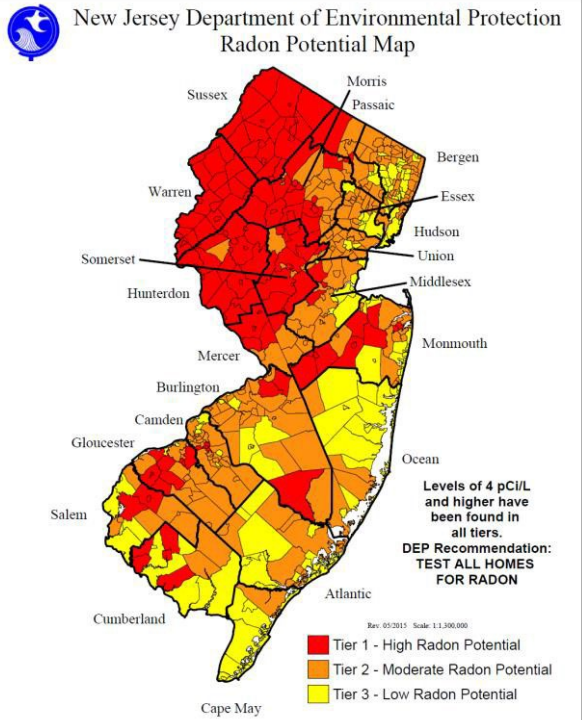 New Jersey Department of Environmental Protection
Radon Potential Map
Morris
Sussex
Passaic
Bergen
Warren
Essex
Hudson
Somerset
Union
Hunterdon
Middlesex
Mercer
Monmouth
Burlington
Camden
Gloucester
Ocean
Salem
Levels of 4 pCi/L
and higher have
been found in
all tiers.
DEP Recommendation:
TEST ALL HOMES
FOR RADON
Atlantic
Cumberland
Rev. 05/2015 Scale: 1:1,300,000
Tier 1 - High Radon Potential
Tier 2 - Moderate Radon Potential
Tier 3 - Low Radon Potential
Cape May